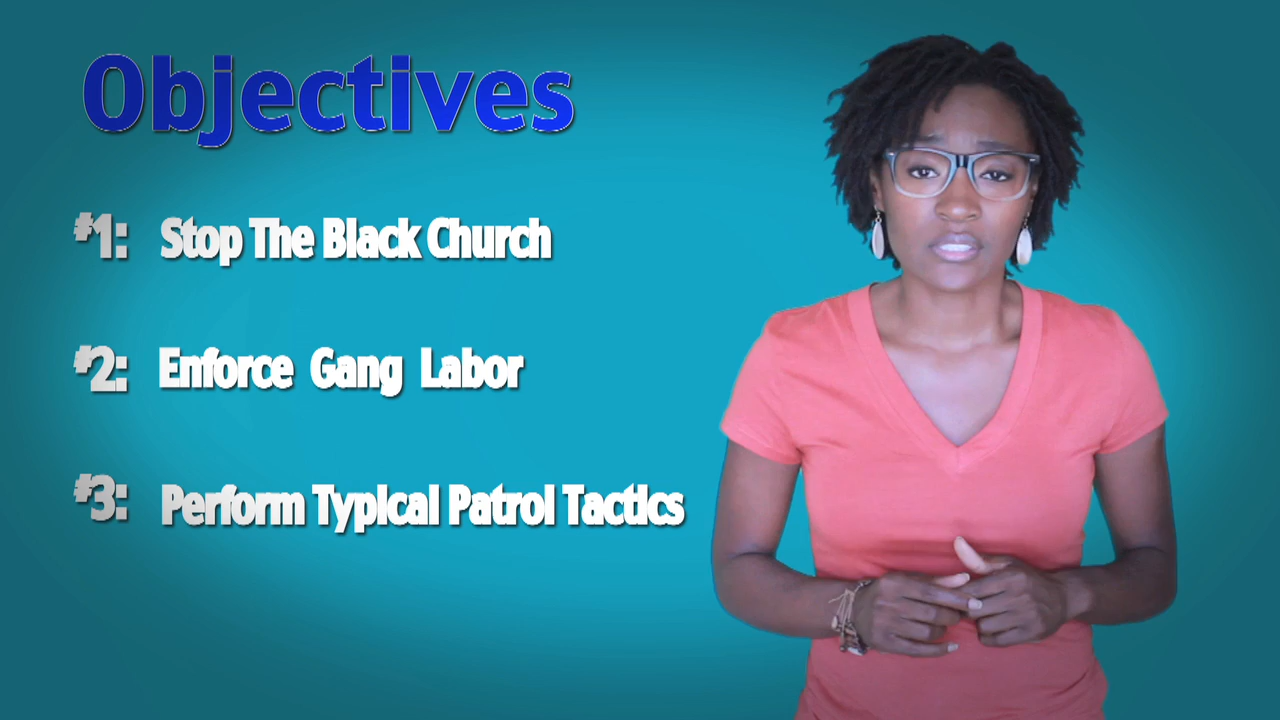 Objectives
#1: Stop The Black Church
#2: Enforce Gang Labor
#3: Perform Typical Patrol Tactics